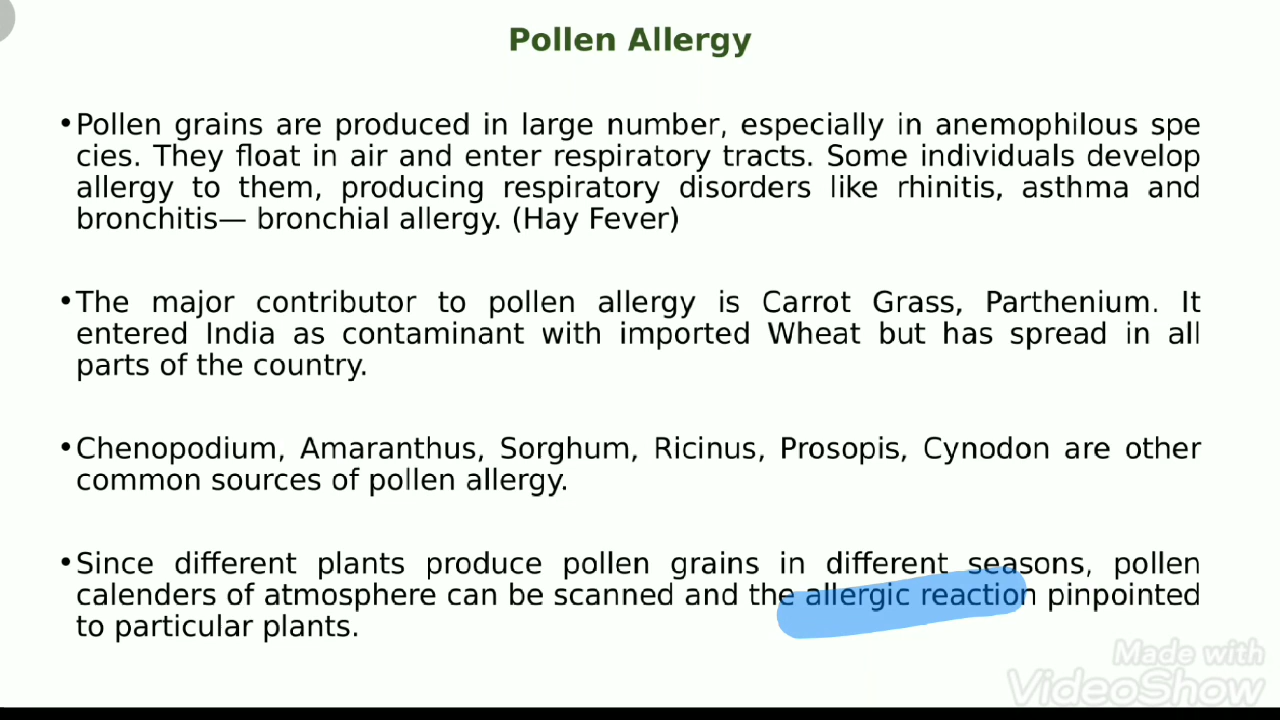 Pollen Allergy
•Pollen grains are produced in large number, especially in anemophilous spe
cies. They float in air and enter respiratory tracts. Some individuals develop
allergy to them, producing respiratory disorders like rhinitis, asthma and
bronchitis— bronchial allergy. (Hay Fever)
•The major contributor to pollen allergy is Carrot Grass, Parthenium. It
entered India as contaminant with imported Wheat but has spread in all
parts of the country.
•Chenopodium, Amaranthus, Sorghum, Ricinus, Prosopis, Cynodon are other
common sources of pollen allergy.
•Since different plants produce pollen grains in different seasons, pollen
calenders of atmosphere can be scanned and the allergic reaction pinpointed
to particular plants.
Made with
VideoShow